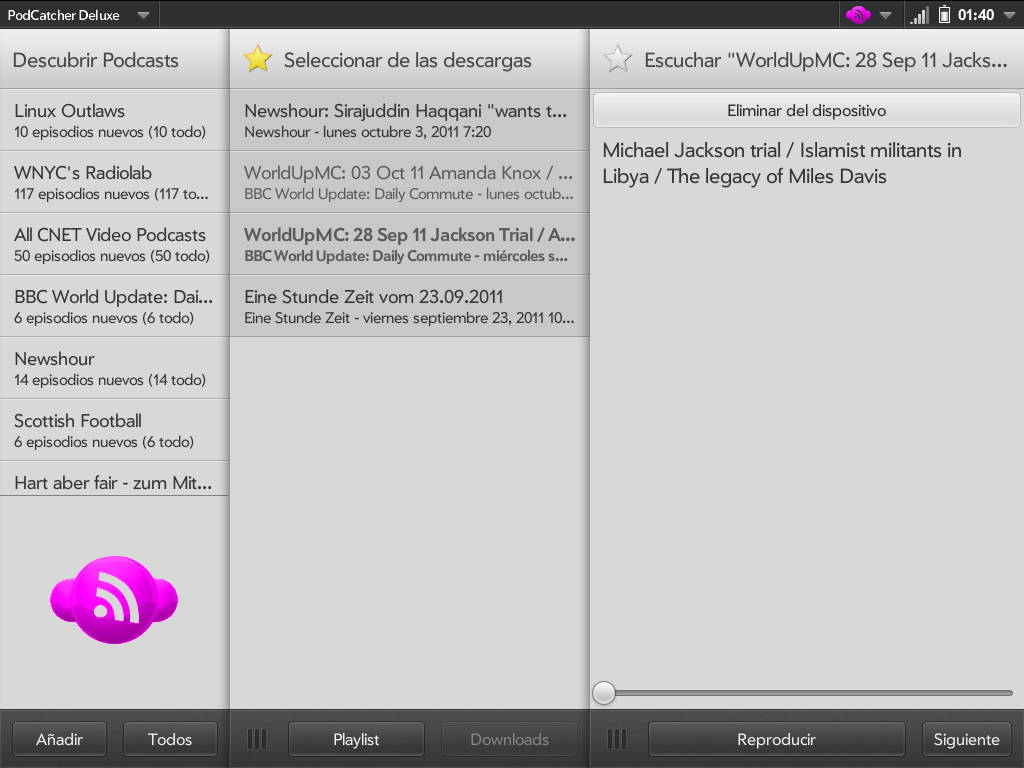 PodCatcher Deluxe
01:40
Descubrir Podcasts
Linux Outlaws
10 episodios nuevos (10 todo)
WNYC's Radiolab
117 episodios nuevos (117 to...
All CNET Video Podcasts
50 episodios nuevos (50 todo)
BBC World Update: Dai...
6 episodios nuevos (6 todo)
Newshour
14 episodios nuevos (14 todo)
Scottish Football
6 episodios nuevos (6 todo)
Hart aber fair - zum Mit...
Añadir
Todos
Seleccionar de las descargas
Newshour: Sirajuddin Haqqani "wants t...
Newshour - lunes octubre 3, 2011 7:20
WorldUpMC: 03 Oct 11 Amanda Knox / ...
BBC World Update: Daily Commute - lunes octub...
WorldUpMC: 28 Sep 11 Jackson Trial / A...
BBC World Update: Daily Commute - miércoles s...
Eine Stunde Zeit vom 23.09.2011
Eine Stunde Zeit - viernes septiembre 23, 2011 10...
Playlist
Downloads
Escuchar "WorldUpMC: 28 Sep 11 Jacks...
Eliminar del dispositivo
Michael Jackson trial / Islamist militants in
Libya / The legacy of Miles Davis
Reproducir
Siguiente